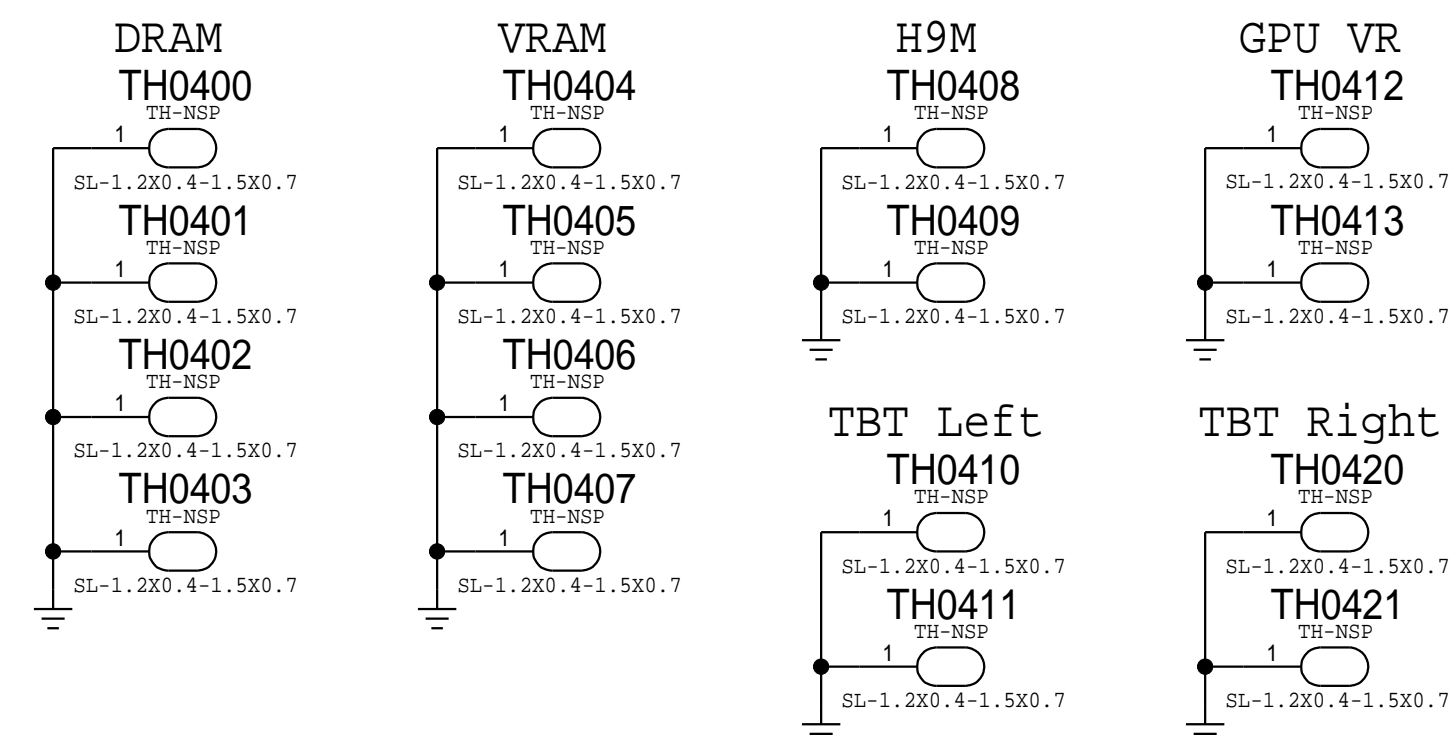 DRAM
TH0400
TH-NSP
1
SL-1.2X0.4-1.5X0.7
TH0401
TH-NSP
1
SL-1.2X0.4-1.5X0.7
TH0402
TH-NSP
1
SL-1.2X0.4-1.5X0.7
TH0403
TH-NSP
1
SL-1.2X0.4-1.5X0.7
VRAM
TH0404
TH-NSP
1
SL-1.2X0.4-1.5X0.7
TH0405
TH-NSP
1
SL-1.2X0.4-1.5X0.7
TH0406
TH-NSP
1
SL-1.2X0.4-1.5X0.7
TH0407
TH-NSP
1
SL-1.2X0.4-1.5X0.7
H9M
TH0408
TH-NSP
1
SL-1.2X0.4-1.5X0.7
TH0409
TH-NSP
1
SL-1.2X0.4-1.5X0.7
TBT Left
TH0410
TH-NSP
1
SL-1.2X0.4-1.5X0.7
TH0411
TH-NSP
1
SL-1.2X0.4-1.5X0.7
GPU VR
TH0412
TH-NSP
1
SL-1.2X0.4-1.5X0.7
TH0413
TH-NSP
1
SL-1.2X0.4-1.5X0.7
TBT Right
TH0420
TH-NSP
1
SL-1.2X0.4-1.5X0.7
TH0421
TH-NSP
1
SL-1.2X0.4-1.5X0.7